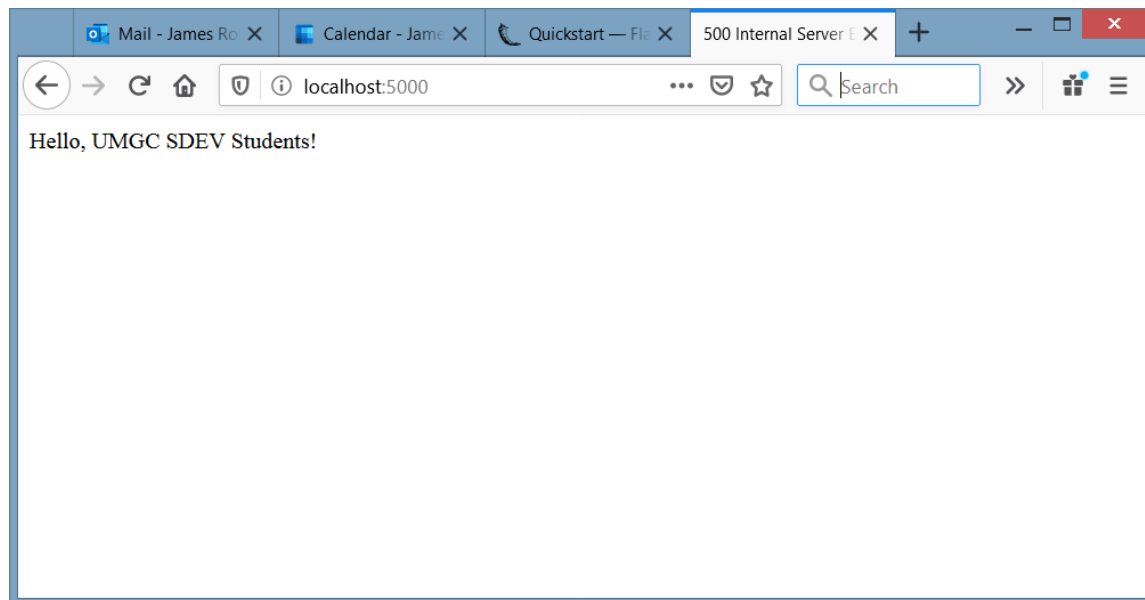 Mail - James Ro
Calendar - Jame
Quickstart — Fla
500 Internal Server E
localhost:5000
Search
Hello, UMGC SDEV Students!